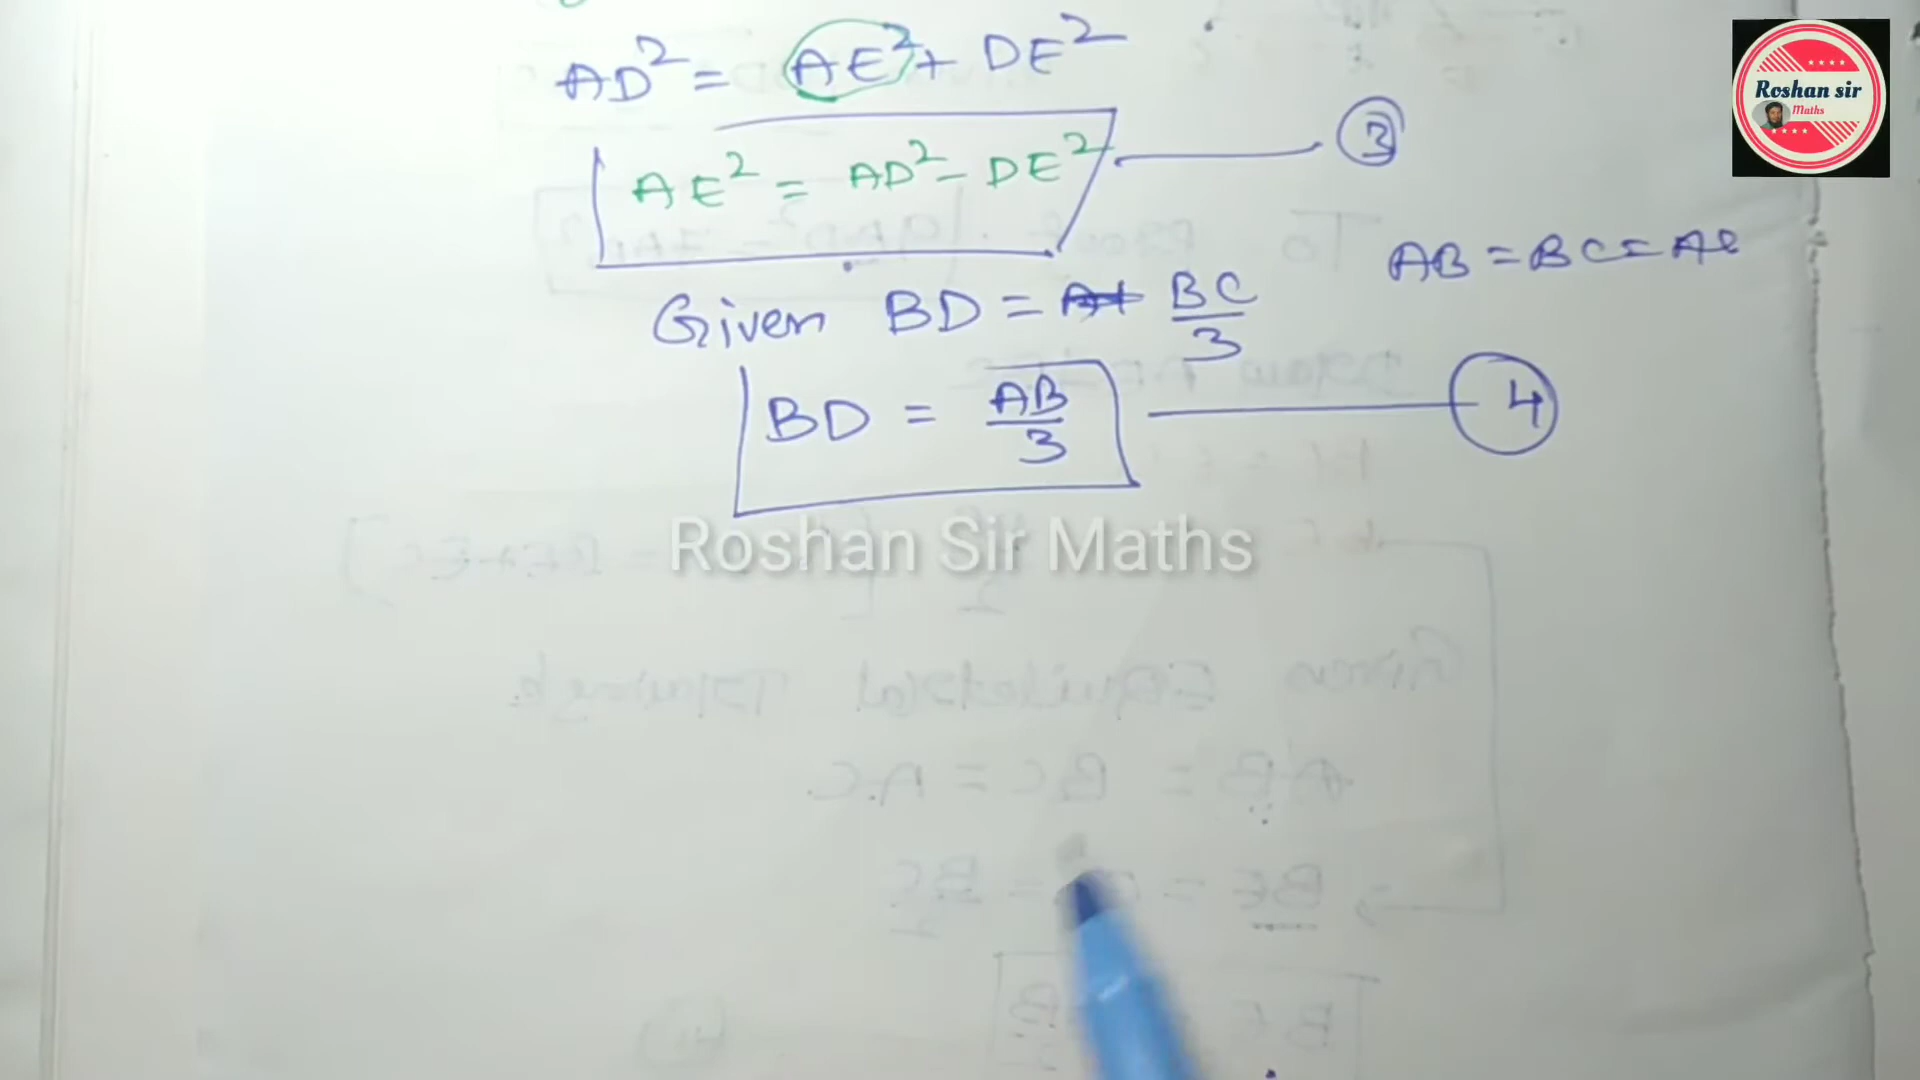 AD² = AE² + DE²
AE² = AD² - DE² 3
AB = BC = AC
Given BD = BC/3
BD = AB/3 4
Roshan Sir Maths
Roshan sir
Maths